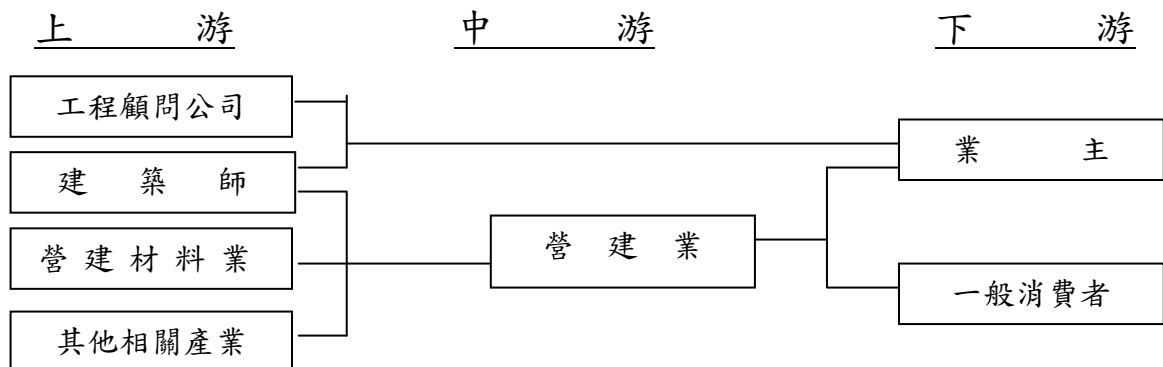 上游 中游 下游
工程顧問公司
業主
建築師
營建業
營建材料業
一般消費者
其他相關產業